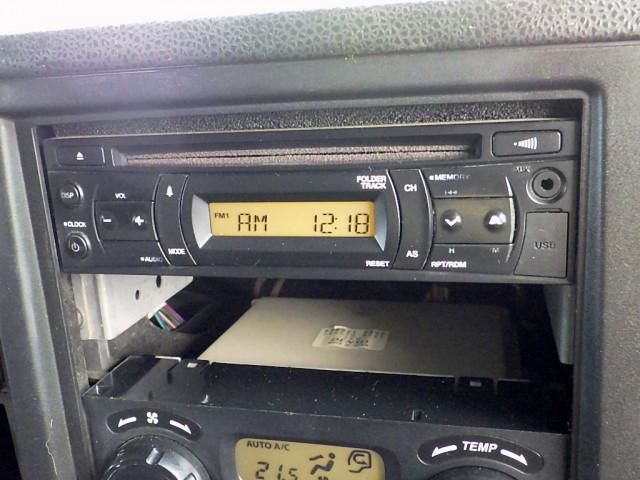 AUX
DISP
VOL
FOLDER
TRACK
CH
MEMORY
FM1
AM 12:18
CLOCK
MODE
AUDIO
RESET
AS
RPT/RDM
USB
AUTO A/C
21.5
TEMP